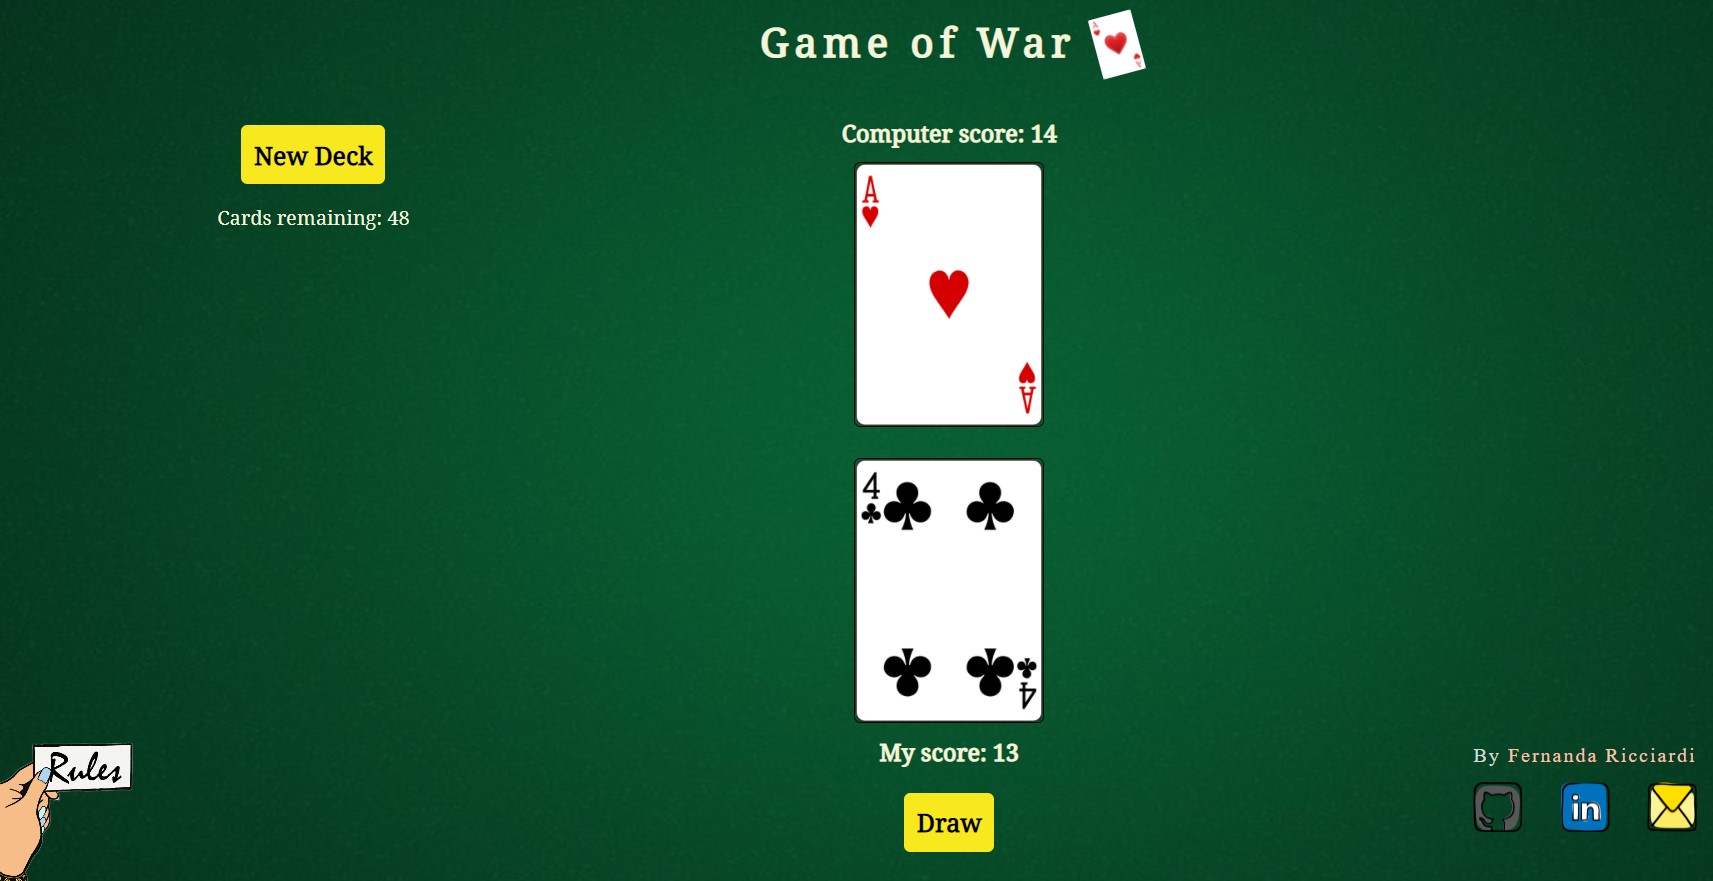 Game of War
New Deck
Cards remaining: 48
Computer score: 14
A
A
4
4
My score: 13
Draw
Rules
By Fernanda Ricciardi
in